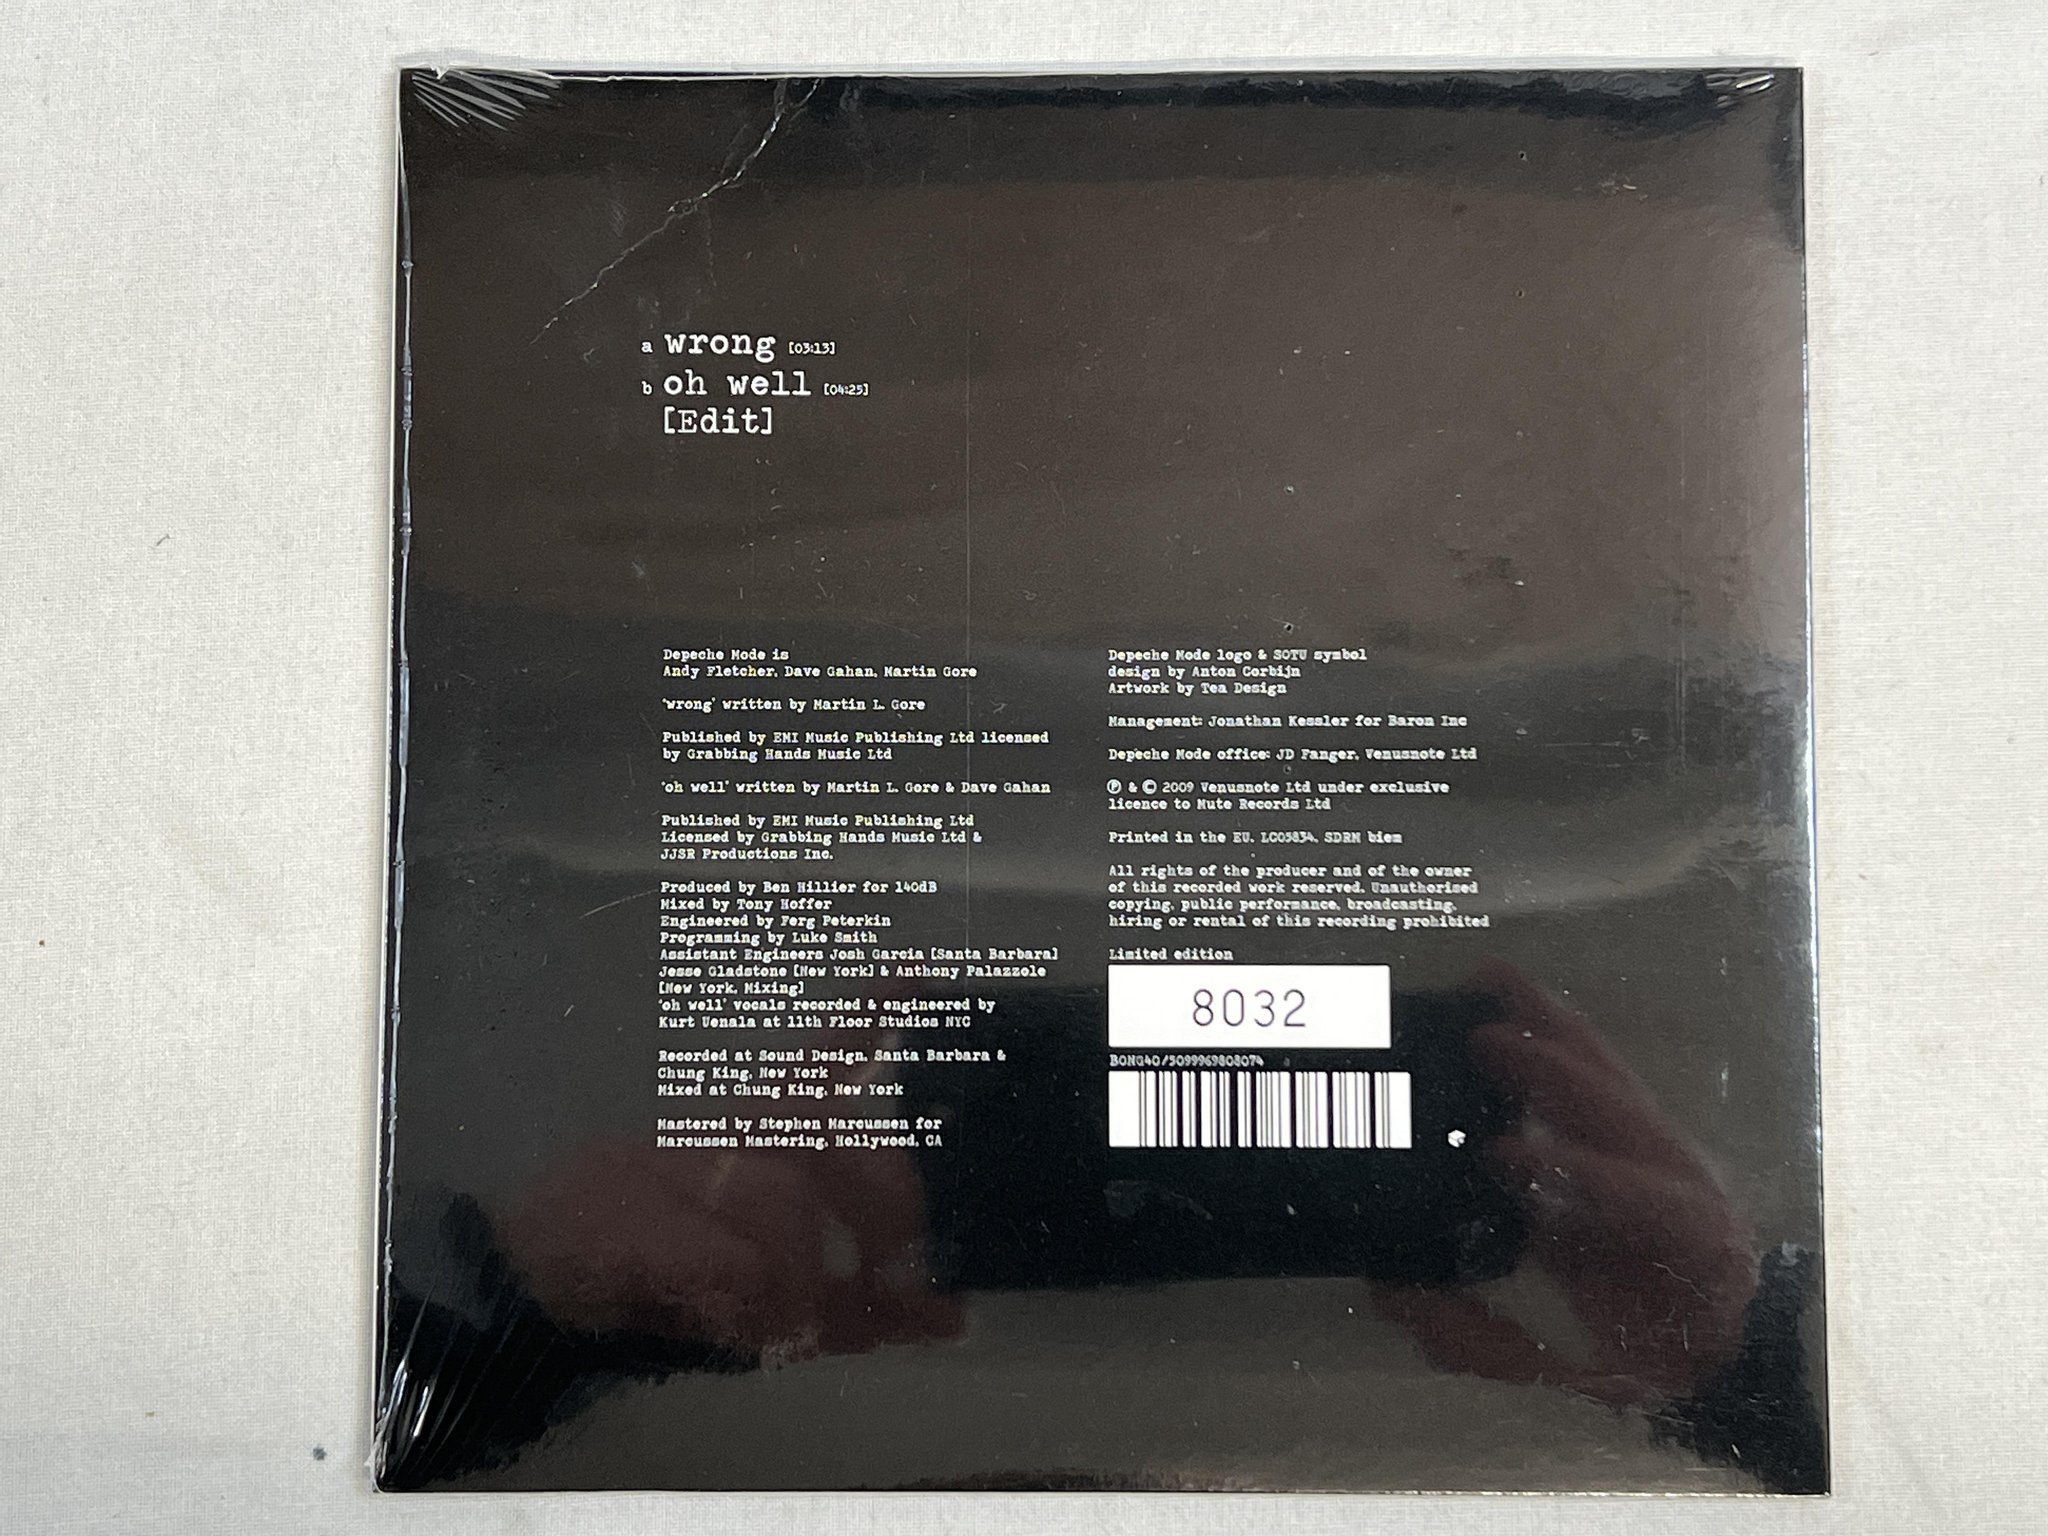 a wrong [03:13]
b oh well [04:25]
[Edit]
Depeche Mode is
Andy Fletcher, Dave Gahan, Martin Gore
'wrong' written by Martin L. Gore
Published by EMI Music Publishing Ltd licensed
by Grabbing Hands Music Ltd
'oh well' written by Martin L. Gore & Dave Gahan
Published by EMI Music Publishing Ltd
Licensed by Grabbing Hands Music Ltd &
JJSR Productions Inc.
Produced by Ben Hillier for 140dB
Mixed by Tony Hoffer
Engineered by Ferg Peterkin
Programming by Luke Smith
Assistant Engineers Josh Garcia [Santa Barbara]
Jesse Gladstone [New York] & Anthony Palazzole
[New York, Mixing]
'oh well' vocals recorded & engineered by
Kurt Uenala at 11th Floor Studios NYC
Recorded at Sound Design, Santa Barbara &
Chung King, New York
Mixed at Chung King, New York
Mastered by Stephen Marcussen for
Marcussen Mastering, Hollywood, CA
Depeche Mode logo & SOTU symbol
design by Anton Corbijn
Artwork by Tea Design
Management: Jonathan Kessler for Baron Inc
Depeche Mode office: JD Fanger, Venusnote Ltd
℗ & © 2009 Venusnote Ltd under exclusive
licence to Mute Records Ltd
Printed in the EU. LC05834. SDRM biem
All rights of the producer and of the owner
of this recorded work reserved. Unauthorised
copying, public performance, broadcasting,
hiring or rental of this recording prohibited
Limited edition
8032
BONG40/5099969808074